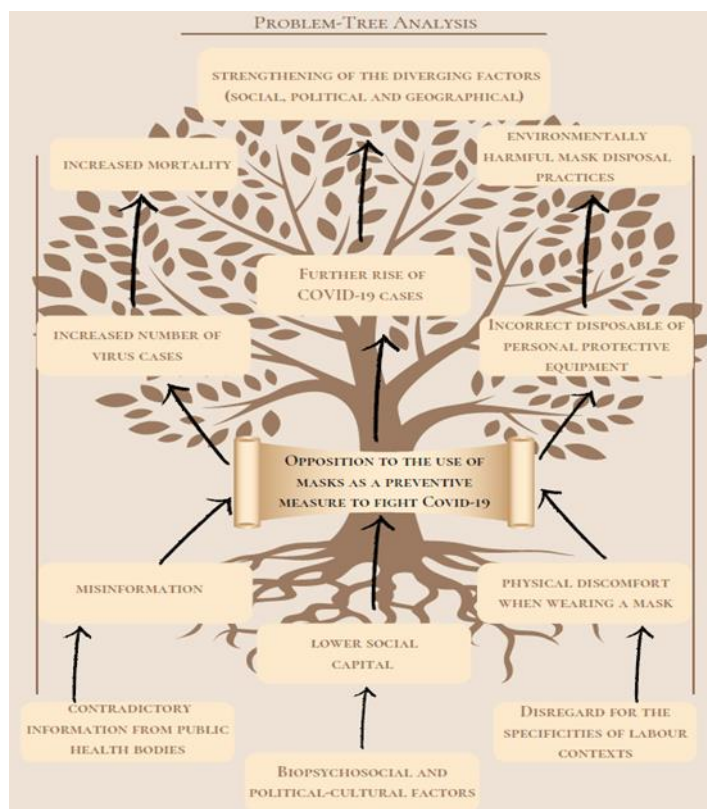 Problem-Tree Analysis
STRENGTHENING OF THE DIVERGING FACTORS
(SOCIAL, POLITICAL AND GEOGRAPHICAL)
INCREASED MORTALITY
ENVIRONMENTALLY
HARMFUL MASK DISPOSAL
PRACTICES
FURTHER RISE OF
COVID-19 CASES
INCREASED NUMBER OF
VIRUS CASES
INCORRECT DISPOSABLE OF
PERSONAL PROTECTIVE
EQUIPMENT
OPPOSITION TO THE USE OF
MASKS AS A PREVENTIVE
MEASURE TO FIGHT COVID-19
MISINFORMATION
PHYSICAL DISCOMFORT
WHEN WEARING A MASK
LOWER SOCIAL
CAPITAL
CONTRADICTORY
INFORMATION FROM PUBLIC
HEALTH BODIES
DISREGARD FOR THE
SPECIFICITIES OF LABOUR
CONTEXTS
BIOPSYCHOSOCIAL AND
POLITICAL-CULTURAL FACTORS